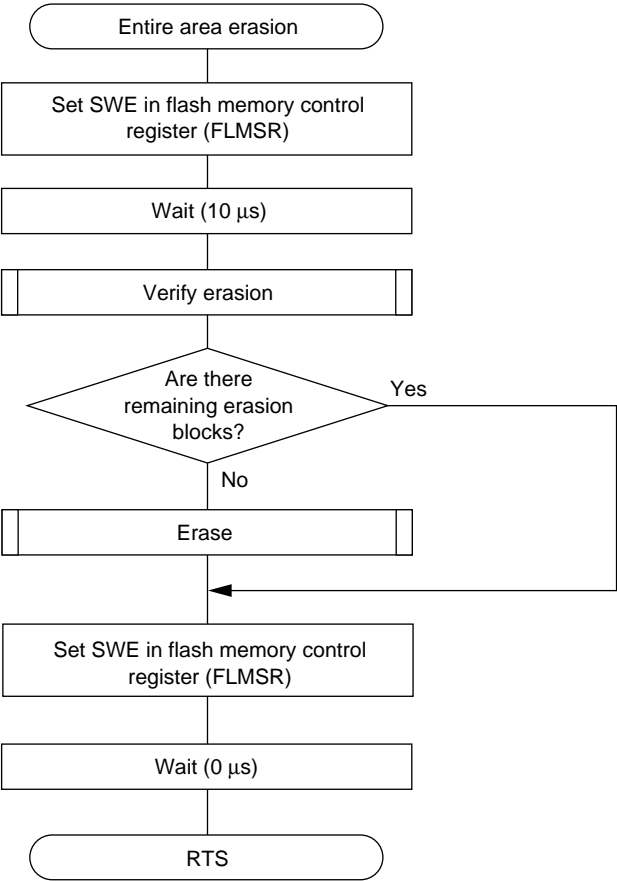 Entire area erasion
Set SWE in flash memory control
register (FLMSR)
Wait (10 μs)
Verify erasion
Are there
remaining erasion
blocks?
Yes
No
Erase
Set SWE in flash memory control
register (FLMSR)
Wait (0 μs)
RTS